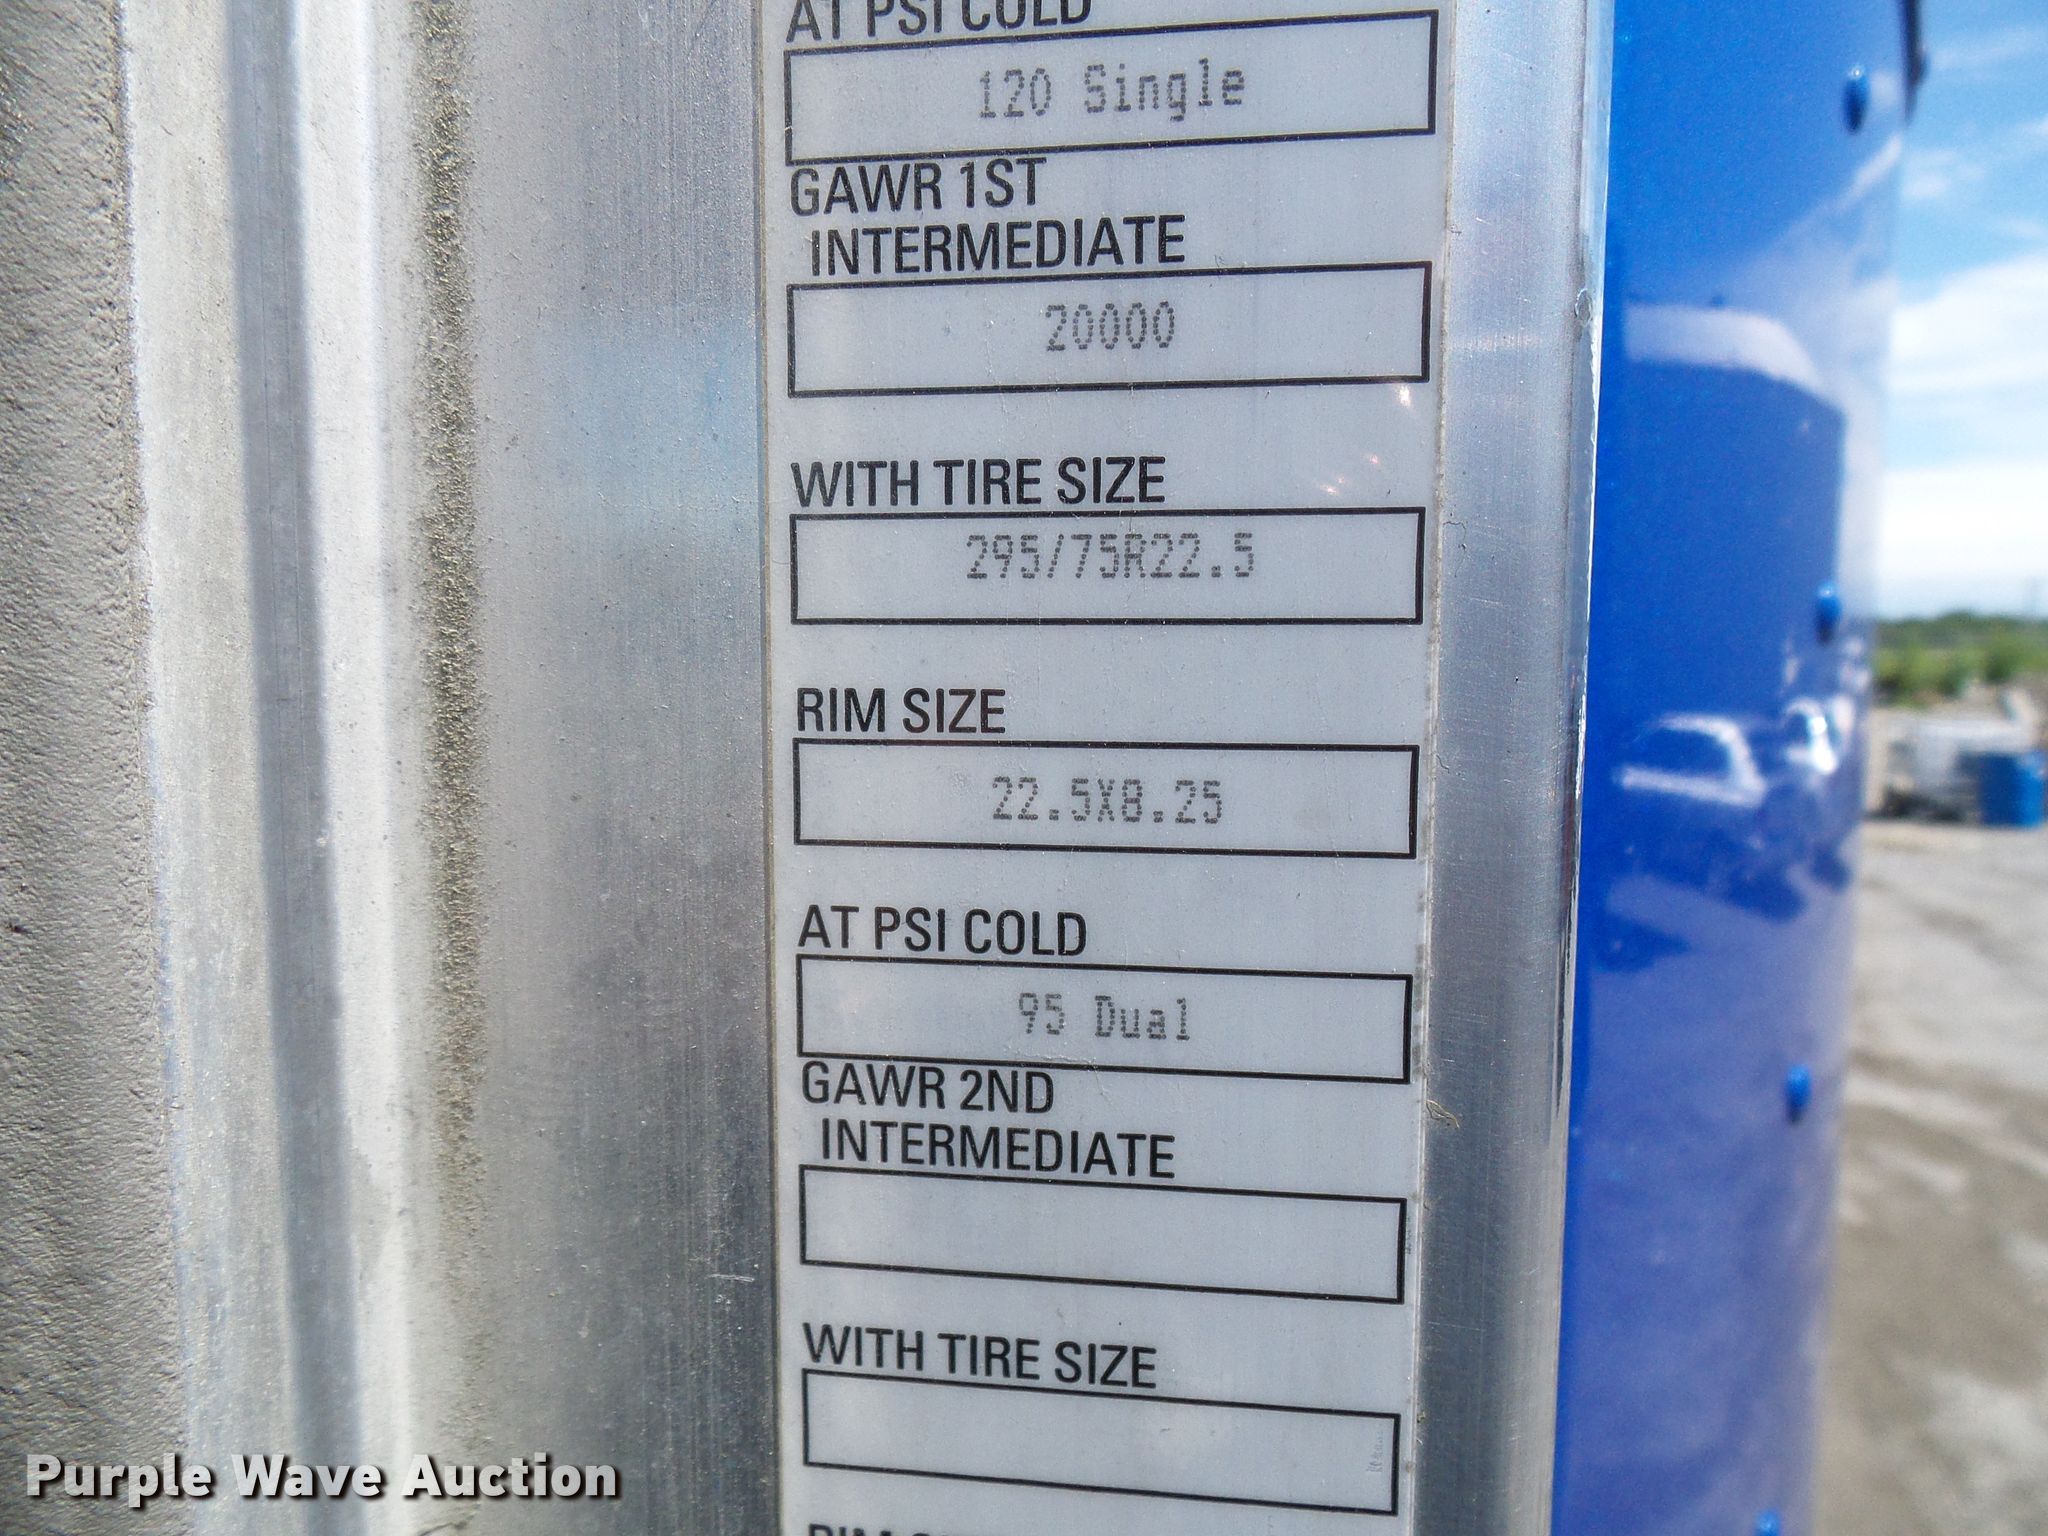 AT PSI COLD
120 Single
GAWR 1ST
INTERMEDIATE
20000
WITH TIRE SIZE
295/75R22.5
RIM SIZE
22.5X8.25
AT PSI COLD
95 Dual
GAWR 2ND
INTERMEDIATE
WITH TIRE SIZE
Purple Wave Auction